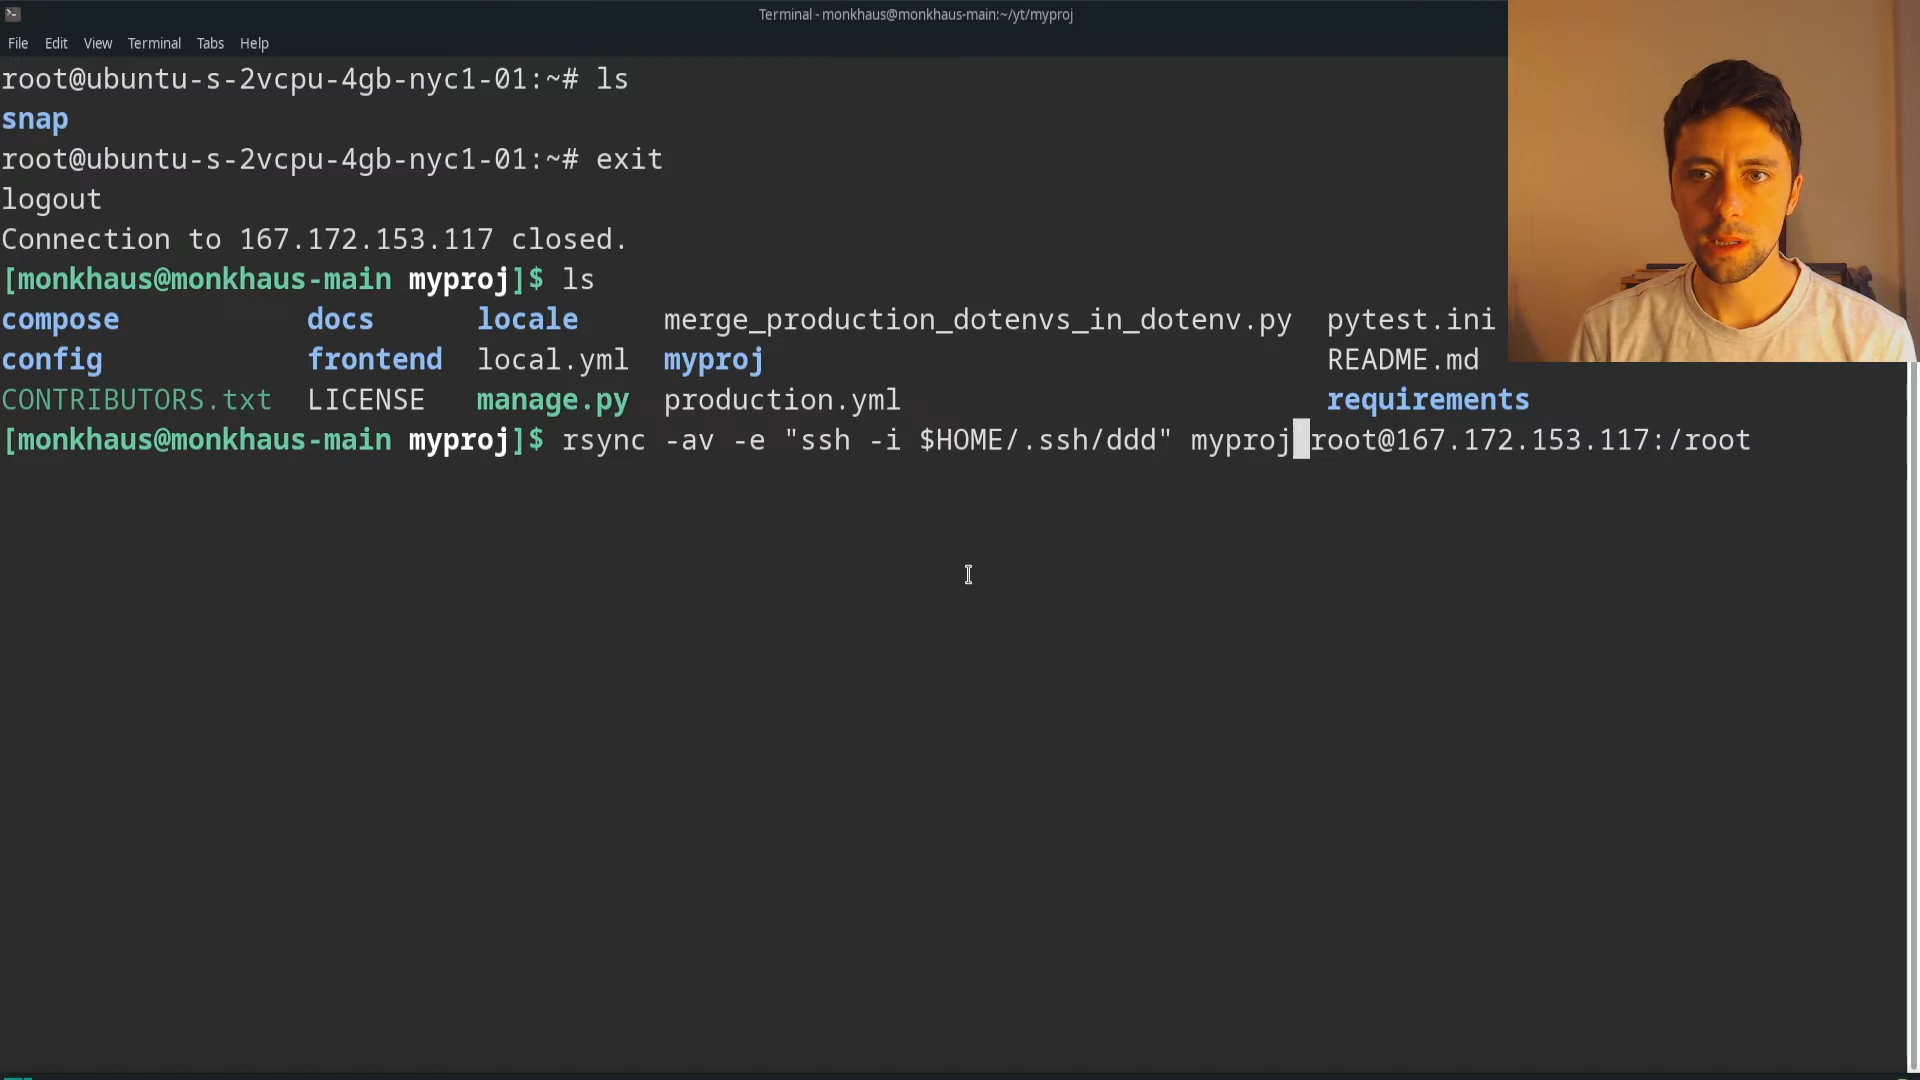 Terminal - monkhaus@monkhaus-main:~/yt/myproj
File Edit View Terminal Tabs Help
root@ubuntu-s-2vcpu-4gb-nyc1-01:~# ls
snap
root@ubuntu-s-2vcpu-4gb-nyc1-01:~# exit
logout
Connection to 167.172.153.117 closed.
[monkhaus@monkhaus-main myproj]$ ls
compose docs locale merge_production_dotenvs_in_dotenv.py pytest.ini
config frontend local.yml myproj README.md
CONTRIBUTORS.txt LICENSE manage.py production.yml requirements
[monkhaus@monkhaus-main myproj]$ rsync -av -e "ssh -i $HOME/.ssh/ddd" myproj root@167.172.153.117:/root